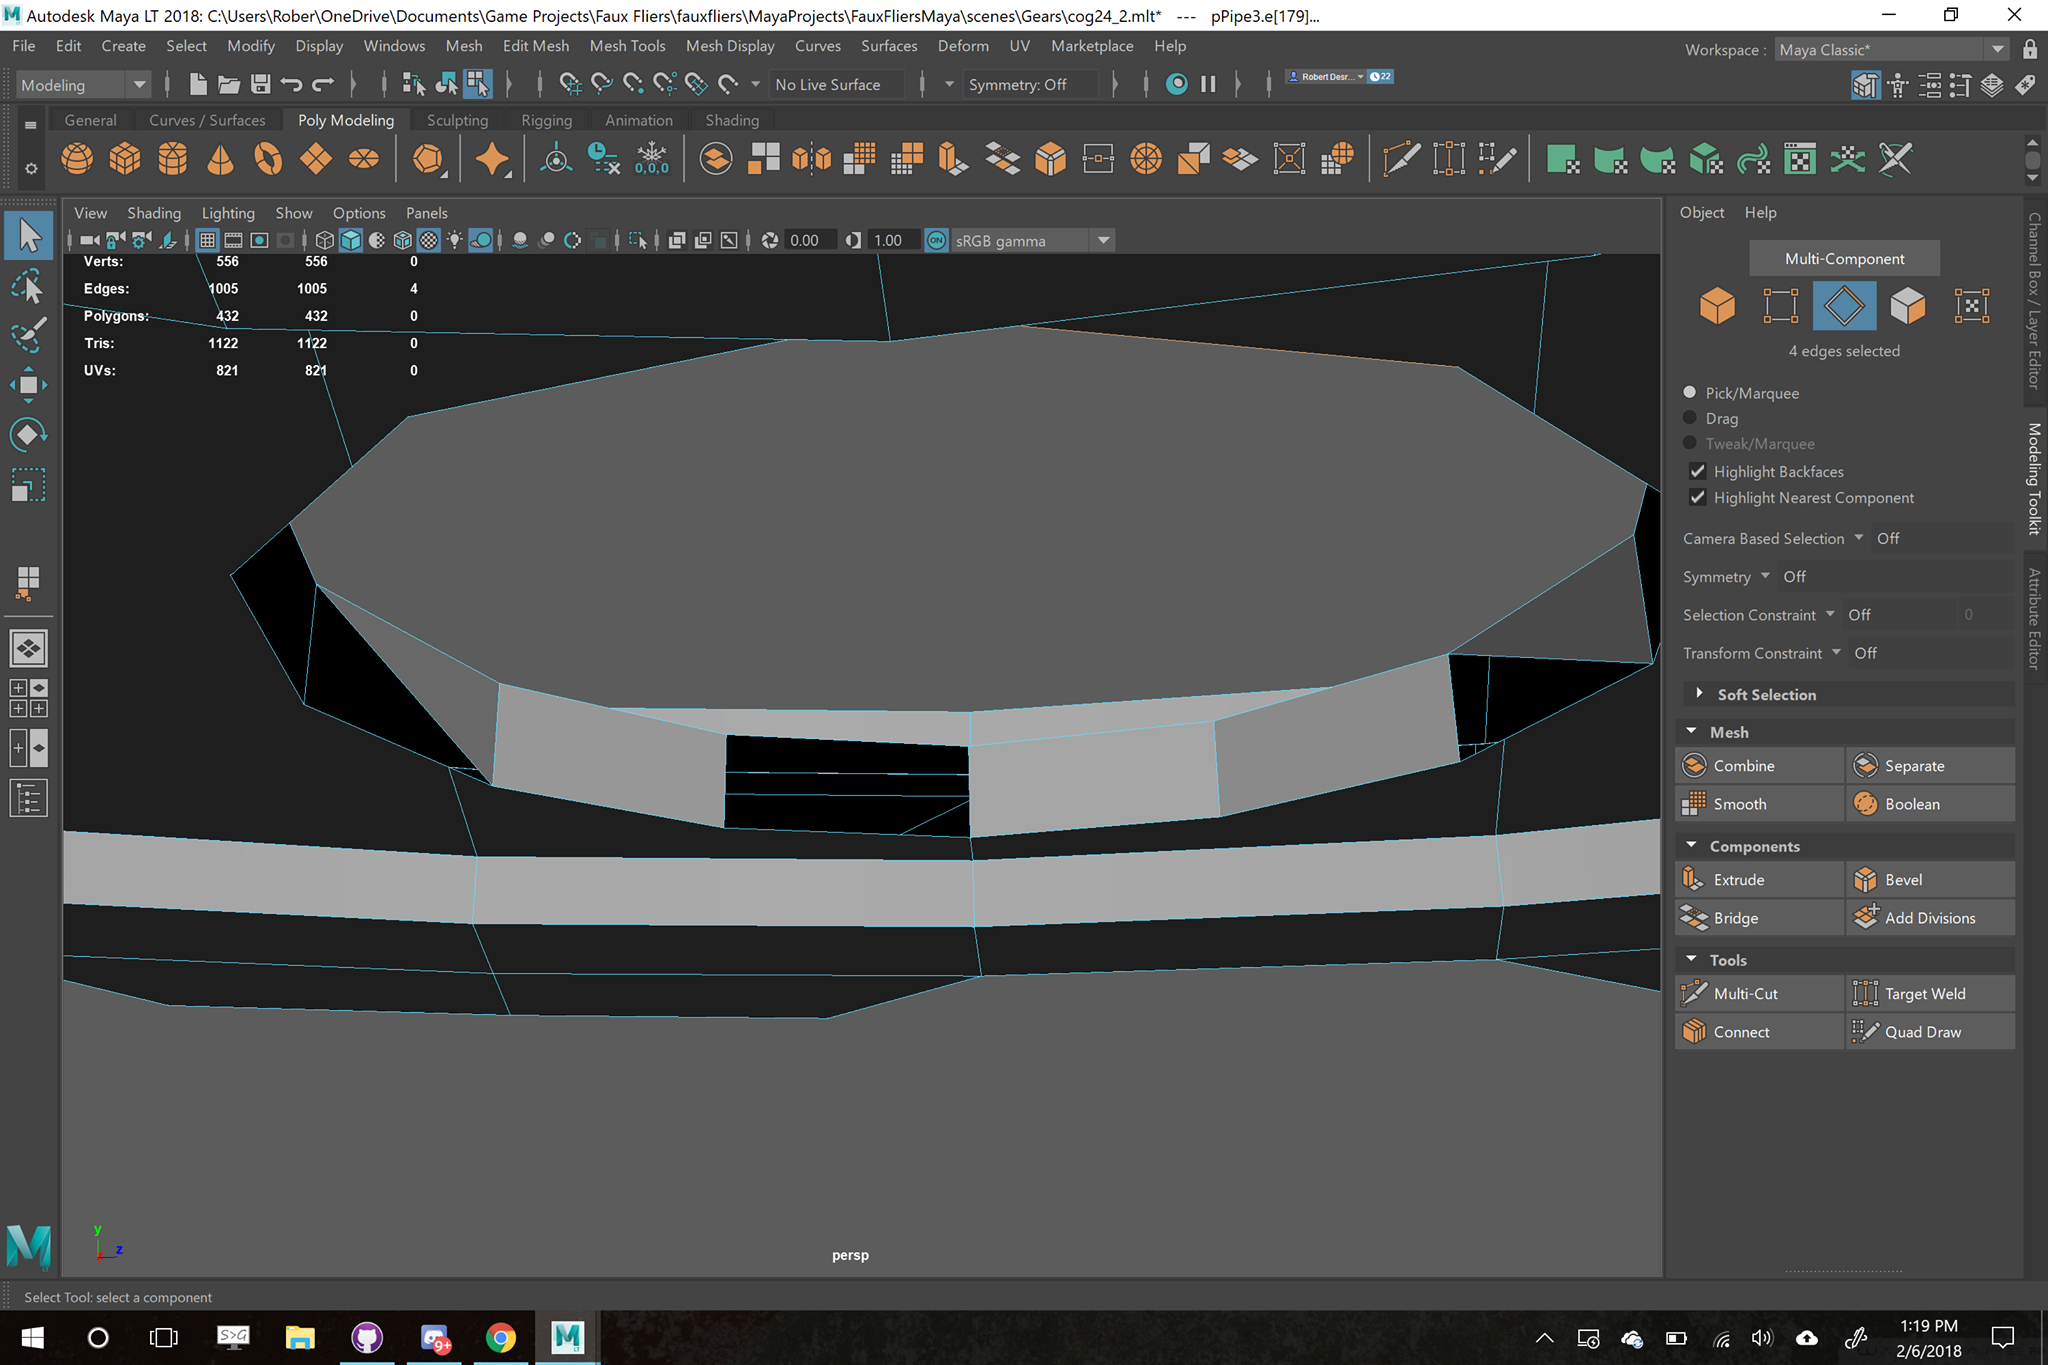 Autodesk Maya LT 2018: C:\Users\Rober\OneDrive\Documents\Game Projects\Faux Fliers\fauxfliers\MayaProjects\FauxFliersMaya\scenes\Gears\cog24_2.mlt* --- pPipe3.e[179]...
File Edit Create Select Modify Display Windows Mesh Edit Mesh Mesh Tools Mesh Display Curves Surfaces Deform UV Marketplace Help
Workspace : Maya Classic*
Modeling No Live Surface Symmetry: Off Robert Desr... 22
General Curves / Surfaces Poly Modeling Sculpting Rigging Animation Shading
0,0,0
View Shading Lighting Show Options Panels
0.00 1.00 ON sRGB gamma
Verts: 556 556 0
Edges: 1005 1005 4
Polygons: 432 432 0
Tris: 1122 1122 0
UVs: 821 821 0
y
z
persp
Object Help
Multi-Component
4 edges selected
Pick/Marquee
Drag
Tweak/Marquee
Highlight Backfaces
Highlight Nearest Component
Camera Based Selection Off
Symmetry Off
Selection Constraint Off 0
Transform Constraint Off
Soft Selection
Mesh
Combine Separate
Smooth Boolean
Components
Extrude Bevel
Bridge Add Divisions
Tools
Multi-Cut Target Weld
Connect Quad Draw
Channel Box / Layer Editor
Modeling Toolkit
Attribute Editor
Select Tool: select a component
S>G 9+ M LT
1:19 PM
2/6/2018